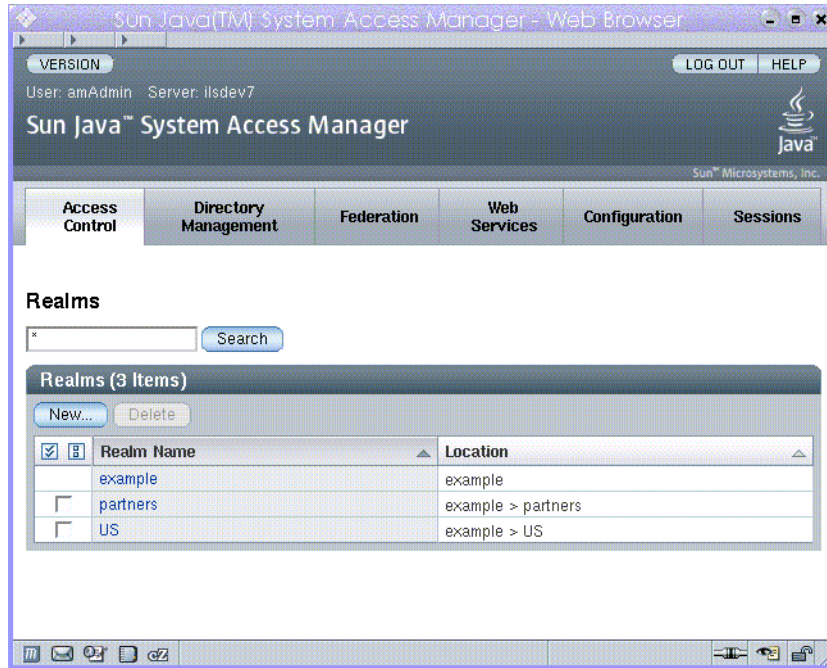 Sun Java(TM) System Access Manager - Web Browser
VERSION
LOG OUT HELP
User: amAdmin Server: ilsdev7
Sun Java™ System Access Manager
Java™
Sun™ Microsystems, Inc.
Access Control
Directory Management
Federation
Web Services
Configuration
Sessions
Realms
*
Search
Realms (3 Items)
New...
Delete
Realm Name Location
example example
partners example > partners
US example > US